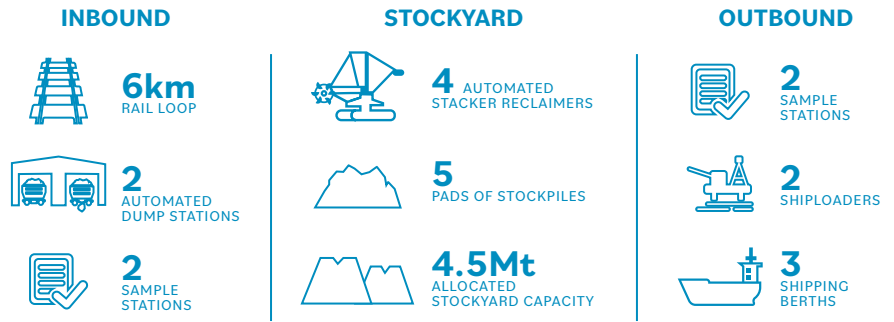 INBOUND
6km
RAIL LOOP
2
AUTOMATED
DUMP STATIONS
2
SAMPLE
STATIONS
STOCKYARD
4 AUTOMATED
STACKER RECLAIMERS
5
PADS OF STOCKPILES
4.5Mt
ALLOCATED
STOCKYARD CAPACITY
OUTBOUND
2
SAMPLE
STATIONS
2
SHIPLOADERS
3
SHIPPING
BERTHS